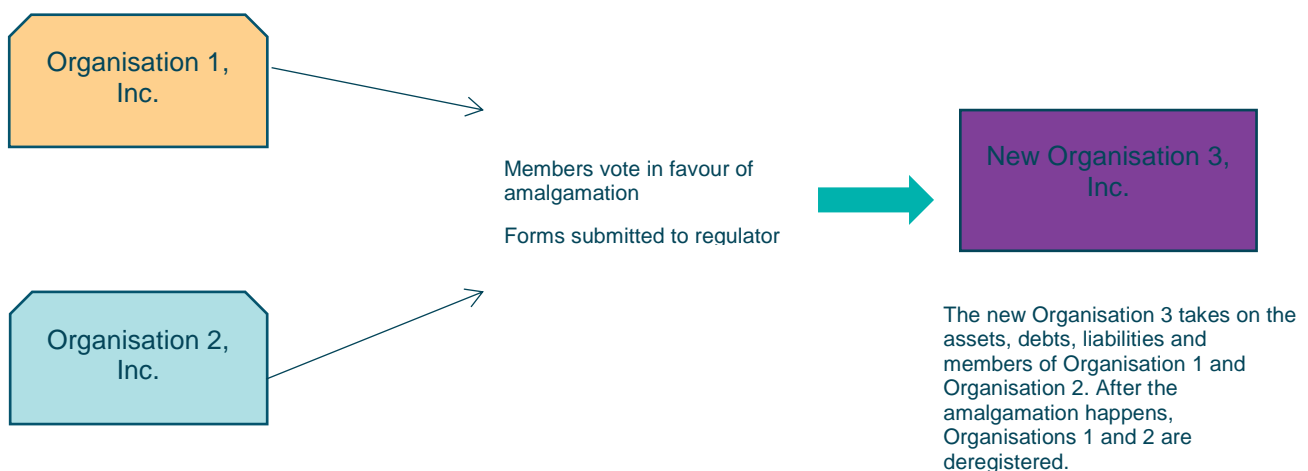 Organisation 1,
Inc.
Members vote in favour of
amalgamation
Forms submitted to regulator
New Organisation 3,
Inc.
Organisation 2,
Inc.
The new Organisation 3 takes on the
assets, debts, liabilities and
members of Organisation 1 and
Organisation 2. After the
amalgamation happens,
Organisations 1 and 2 are
deregistered.